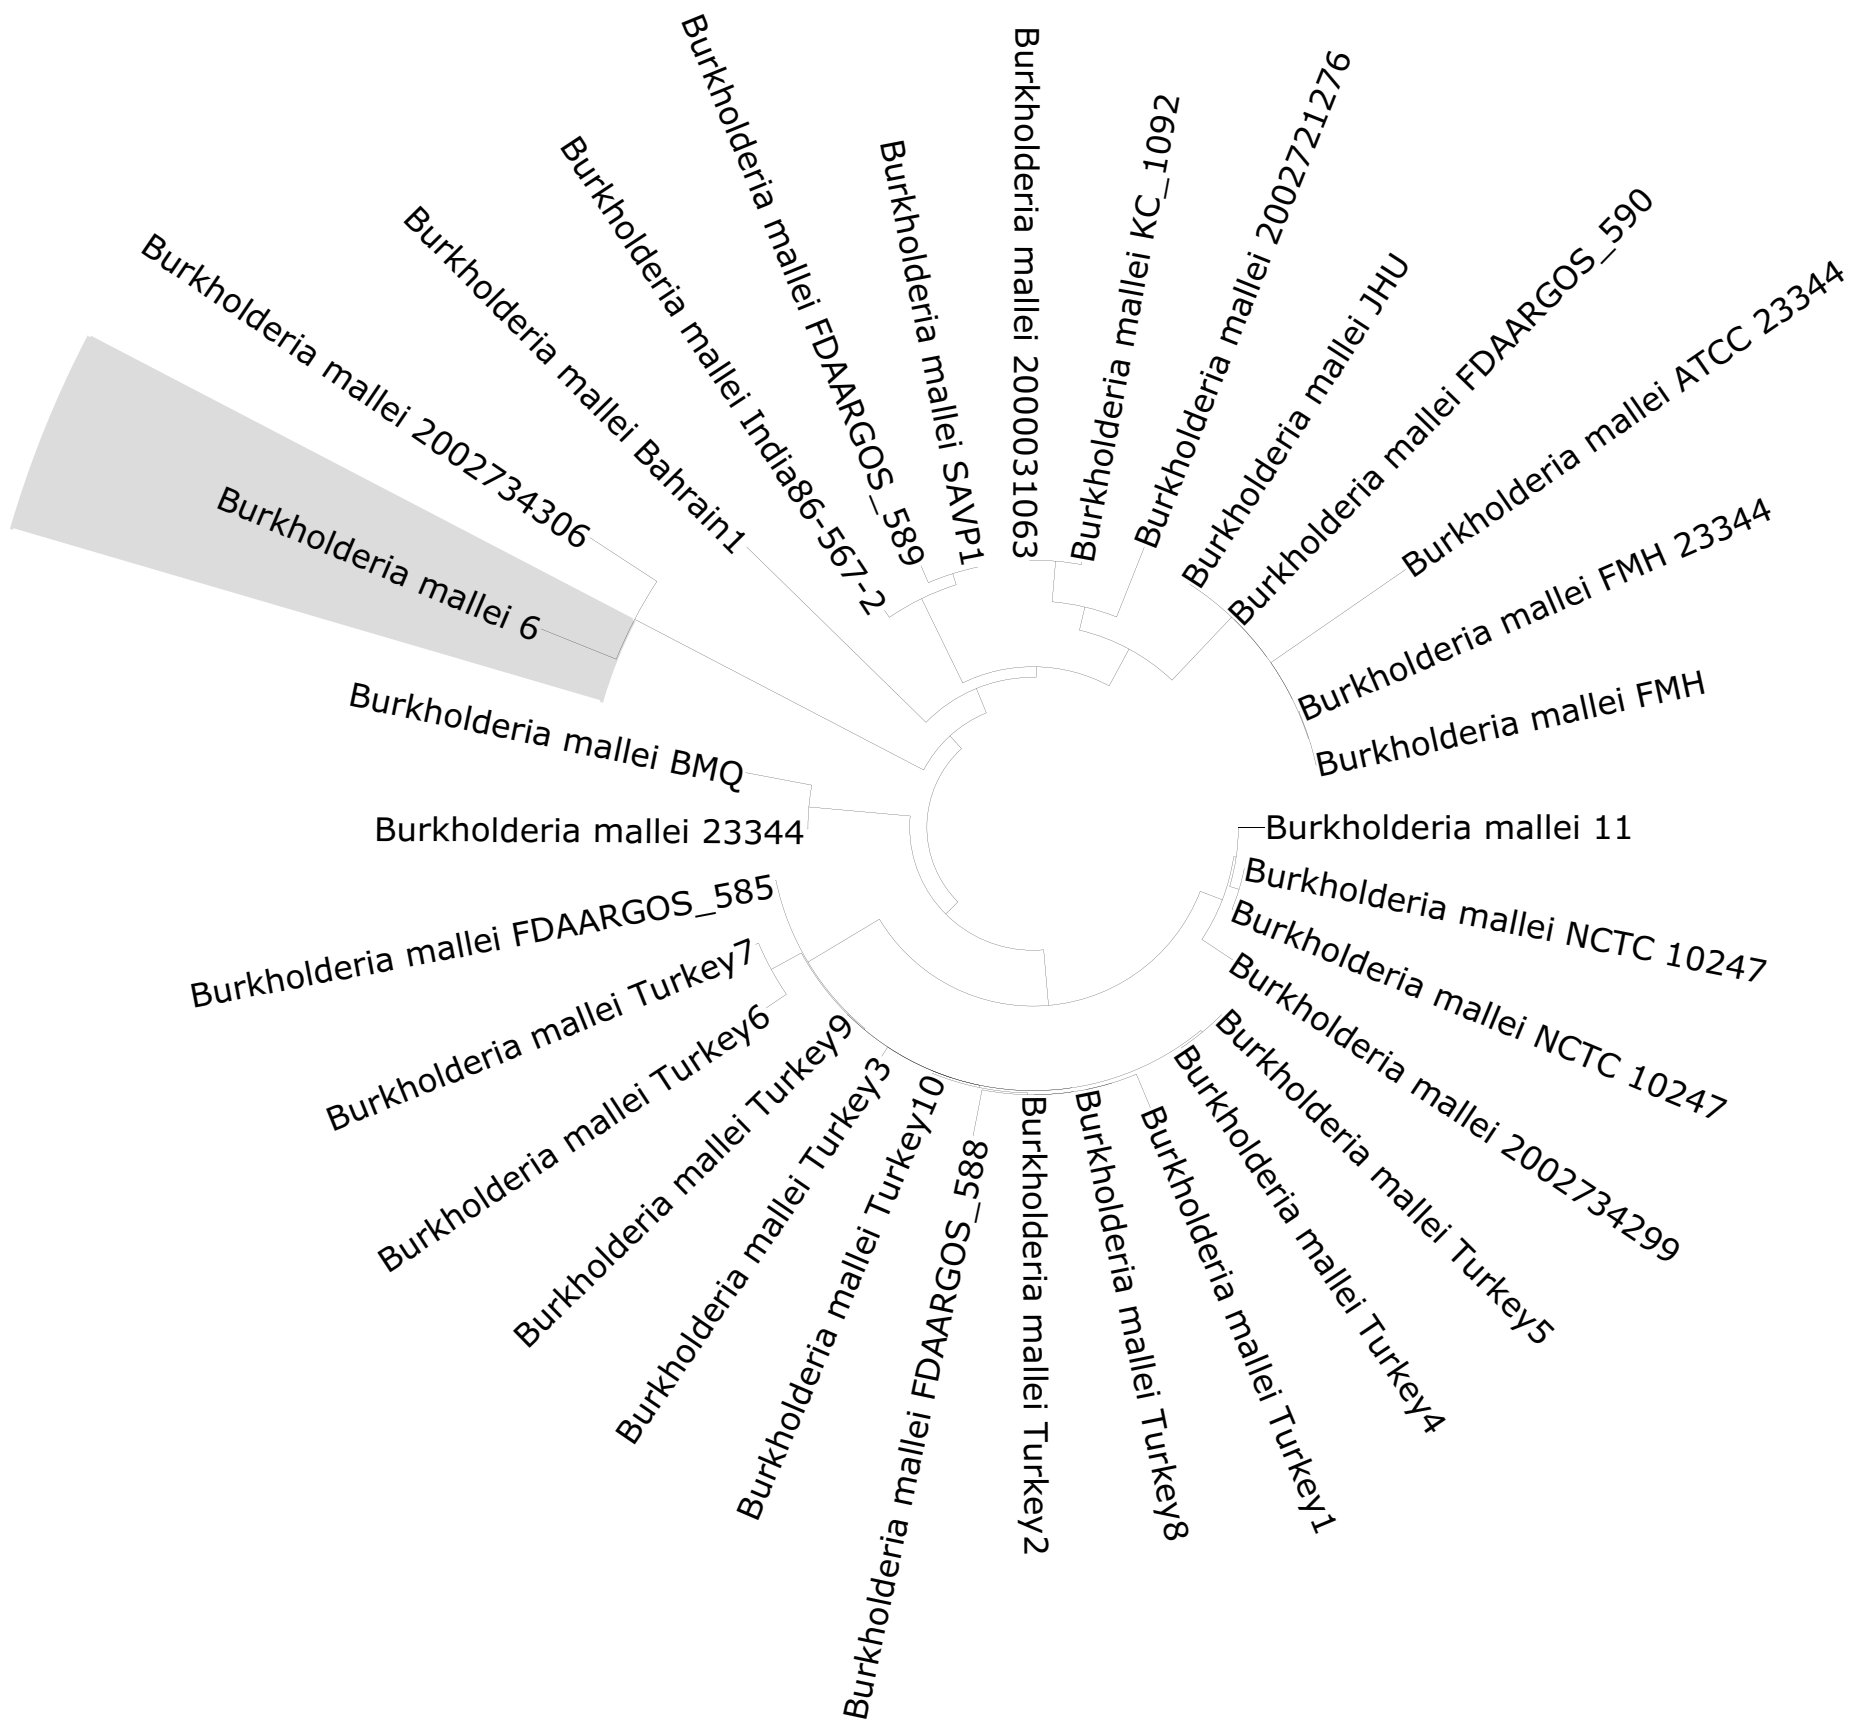 Burkholderia mallei 2000031063
Burkholderia mallei KC_1092
Burkholderia mallei 2002721276
Burkholderia mallei JHU
Burkholderia mallei FDAARGOS_590
Burkholderia mallei ATCC 23344
Burkholderia mallei FMH 23344
Burkholderia mallei FMH
Burkholderia mallei 11
Burkholderia mallei NCTC 10247
Burkholderia mallei NCTC 10247
Burkholderia mallei 2002734299
Burkholderia mallei Turkey5
Burkholderia mallei Turkey4
Burkholderia mallei Turkey1
Burkholderia mallei Turkey8
Burkholderia mallei Turkey2
Burkholderia mallei FDAARGOS_588
Burkholderia mallei Turkey10
Burkholderia mallei Turkey3
Burkholderia mallei Turkey9
Burkholderia mallei Turkey6
Burkholderia mallei Turkey7
Burkholderia mallei FDAARGOS_585
Burkholderia mallei 23344
Burkholderia mallei BMQ
Burkholderia mallei 6
Burkholderia mallei 2002734306
Burkholderia mallei Bahrain1
Burkholderia mallei India86-567-2
Burkholderia mallei FDAARGOS_589
Burkholderia mallei SAVP1